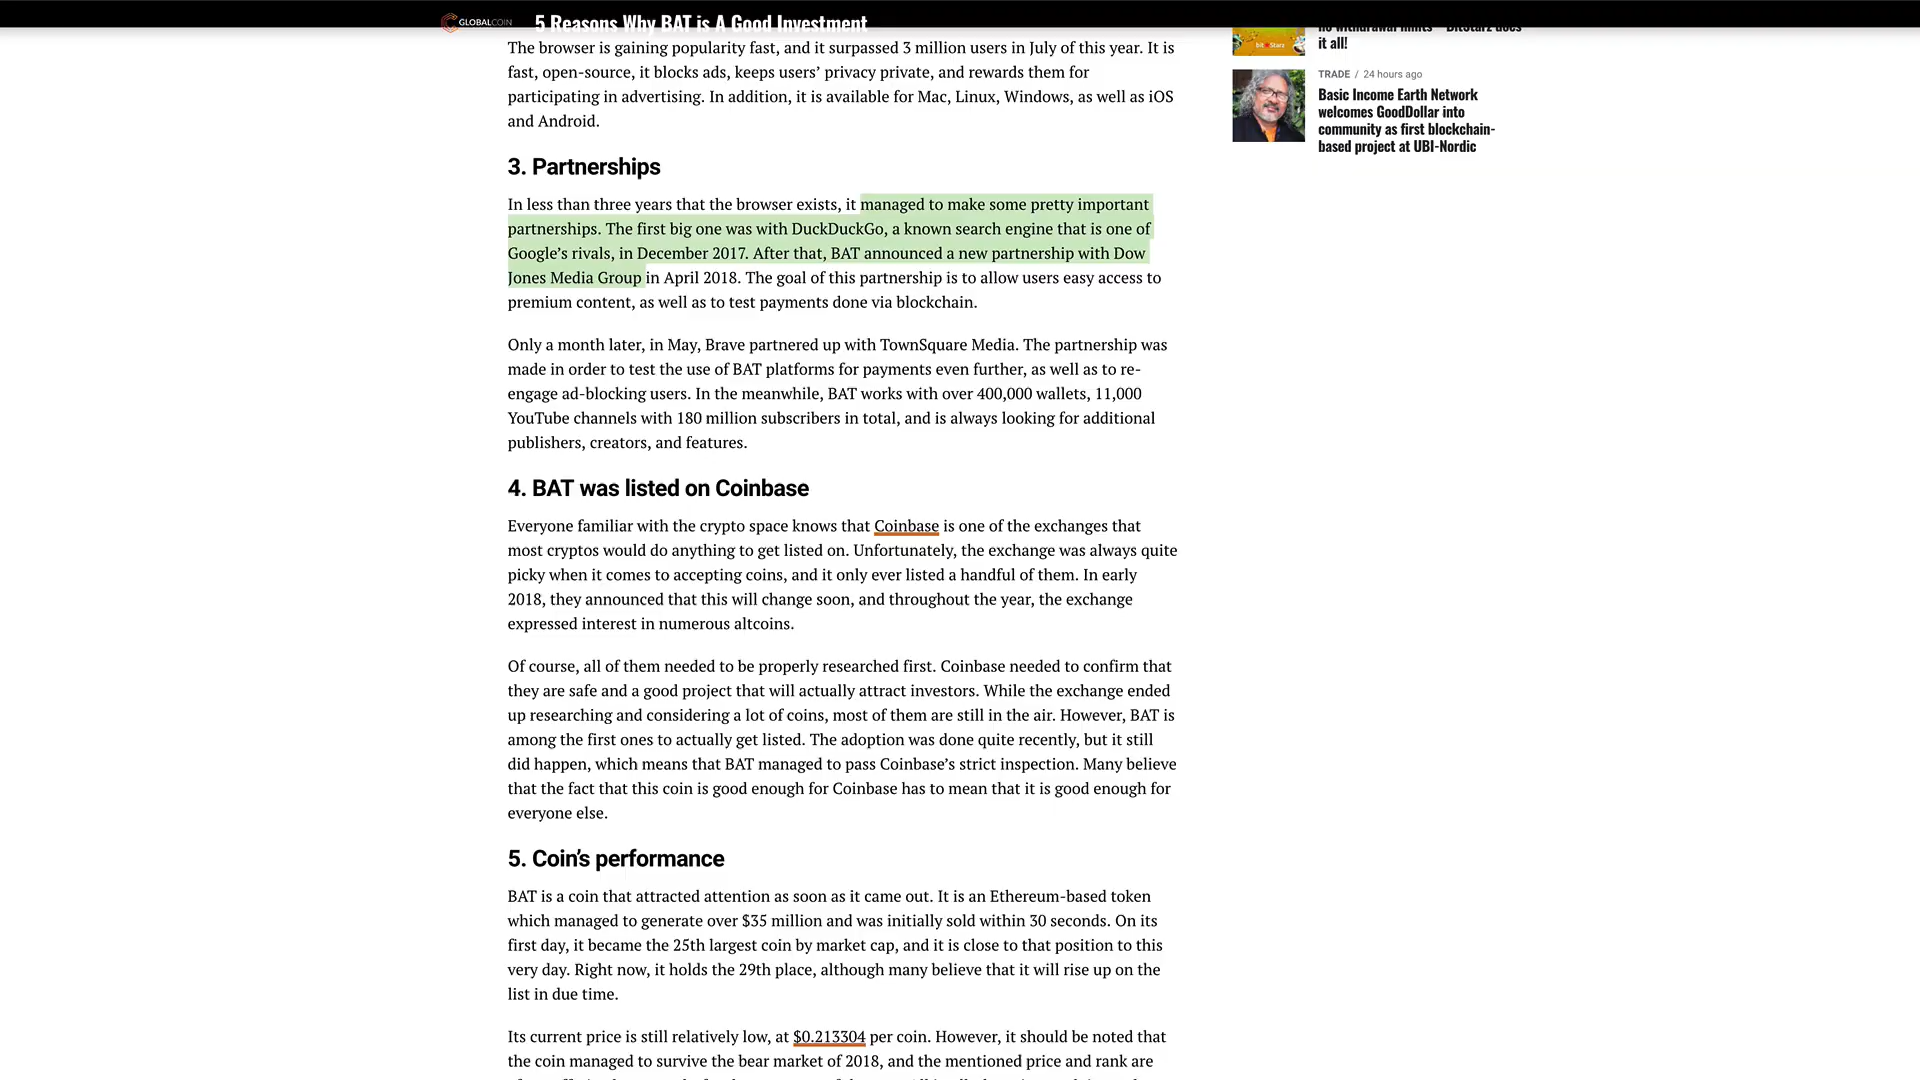 GLOBALCOIN
5 Reasons Why BAT is A Good Investment
The browser is gaining popularity fast, and it surpassed 3 million users in July of this year. It is
fast, open-source, it blocks ads, keeps users’ privacy private, and rewards them for
participating in advertising. In addition, it is available for Mac, Linux, Windows, as well as iOS
and Android.
3. Partnerships
In less than three years that the browser exists, it managed to make some pretty important
partnerships. The first big one was with DuckDuckGo, a known search engine that is one of
Google’s rivals, in December 2017. After that, BAT announced a new partnership with Dow
Jones Media Group in April 2018. The goal of this partnership is to allow users easy access to
premium content, as well as to test payments done via blockchain.
Only a month later, in May, Brave partnered up with TownSquare Media. The partnership was
made in order to test the use of BAT platforms for payments even further, as well as to re-
engage ad-blocking users. In the meanwhile, BAT works with over 400,000 wallets, 11,000
YouTube channels with 180 million subscribers in total, and is always looking for additional
publishers, creators, and features.
4. BAT was listed on Coinbase
Everyone familiar with the crypto space knows that Coinbase is one of the exchanges that
most cryptos would do anything to get listed on. Unfortunately, the exchange was always quite
picky when it comes to accepting coins, and it only ever listed a handful of them. In early
2018, they announced that this will change soon, and throughout the year, the exchange
expressed interest in numerous altcoins.
Of course, all of them needed to be properly researched first. Coinbase needed to confirm that
they are safe and a good project that will actually attract investors. While the exchange ended
up researching and considering a lot of coins, most of them are still in the air. However, BAT is
among the first ones to actually get listed. The adoption was done quite recently, but it still
did happen, which means that BAT managed to pass Coinbase’s strict inspection. Many believe
that the fact that this coin is good enough for Coinbase has to mean that it is good enough for
everyone else.
5. Coin’s performance
BAT is a coin that attracted attention as soon as it came out. It is an Ethereum-based token
which managed to generate over $35 million and was initially sold within 30 seconds. On its
first day, it became the 25th largest coin by market cap, and it is close to that position to this
very day. Right now, it holds the 29th place, although many believe that it will rise up on the
list in due time.
Its current price is still relatively low, at $0.213304 per coin. However, it should be noted that
the coin managed to survive the bear market of 2018, and the mentioned price and rank are
no withdrawal limits – BitStarz does
it all!
bitStarz
TRADE / 24 hours ago
Basic Income Earth Network
welcomes GoodDollar into
community as first blockchain-
based project at UBI-Nordic